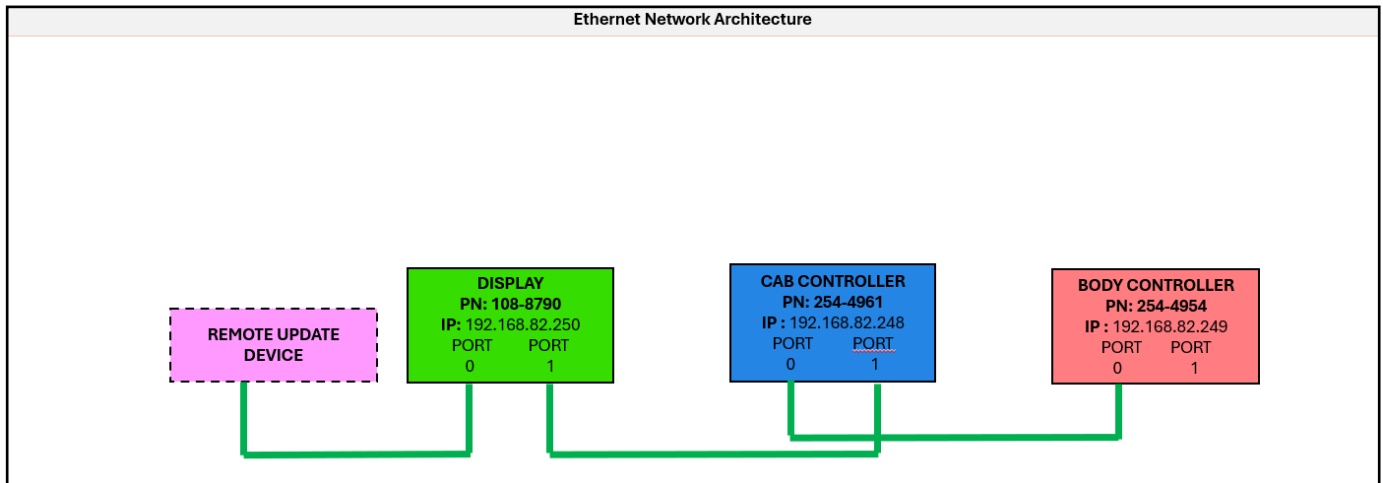 Ethernet Network Architecture
REMOTE UPDATE
DEVICE
DISPLAY
PN: 108-8790
IP: 192.168.82.250
PORT PORT
0 1
CAB CONTROLLER
PN: 254-4961
IP : 192.168.82.248
PORT PORT
0 1
BODY CONTROLLER
PN: 254-4954
IP : 192.168.82.249
PORT PORT
0 1